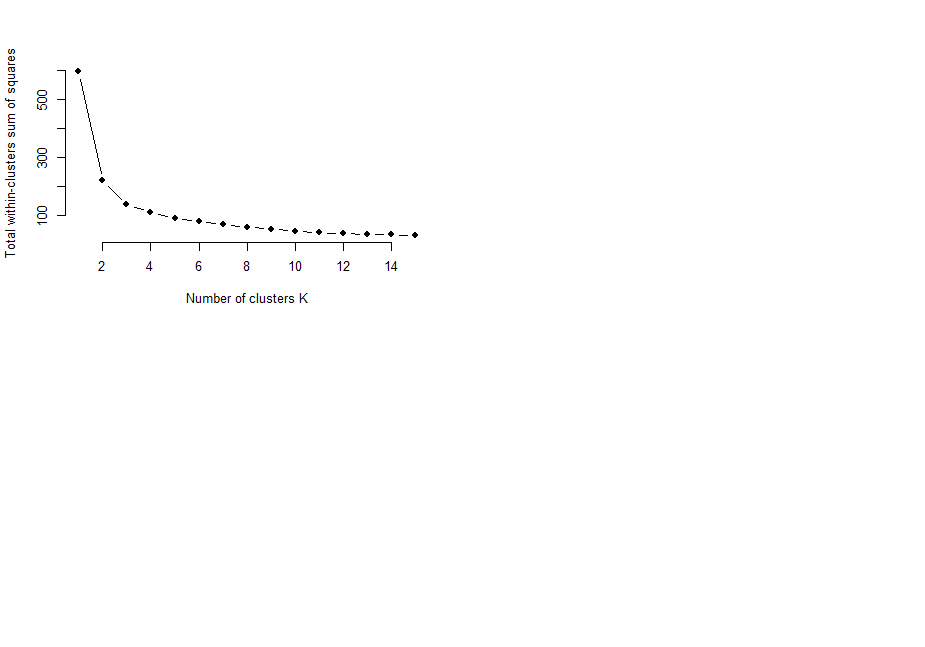 Total within-clusters sum of squares
500
300
100
2 4 6 8 10 12 14
Number of clusters K